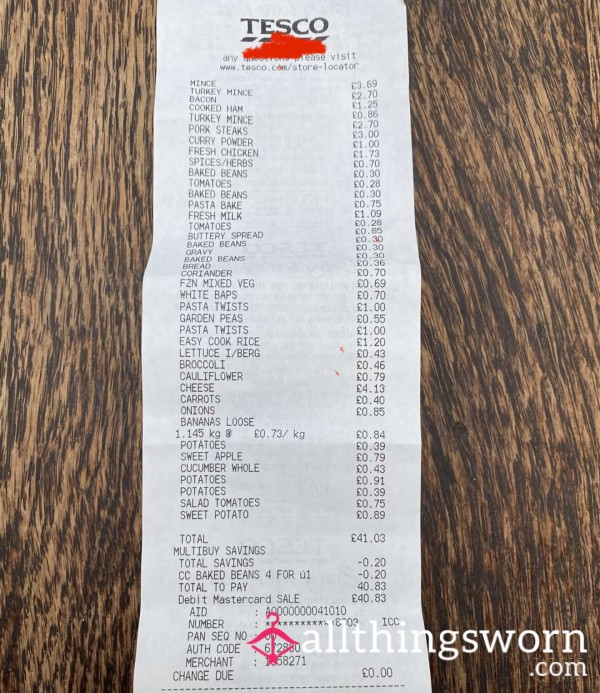 TESCO
any questions please visit
www.tesco.com/store-locator
MINCE £3.69
TURKEY MINCE £2.70
BACON £1.25
COOKED HAM £0.86
TURKEY MINCE £2.70
PORK STEAKS £3.00
CURRY POWDER £1.00
FRESH CHICKEN £1.73
SPICES/HERBS £0.70
BAKED BEANS £0.30
TOMATOES £0.28
BAKED BEANS £0.30
PASTA BAKE £0.75
FRESH MILK £1.09
TOMATOES £0.28
BUTTERY SPREAD £0.85
BAKED BEANS £0.30
GRAVY £0.30
BAKED BEANS £0.30
BREAD £0.36
CORIANDER £0.70
FZN MIXED VEG £0.69
WHITE BAPS £0.70
PASTA TWISTS £1.00
GARDEN PEAS £0.55
PASTA TWISTS £1.00
EASY COOK RICE £1.20
LETTUCE I/BERG £0.43
BROCCOLI £0.46
CAULIFLOWER £0.79
CHEESE £4.13
CARROTS £0.40
ONIONS £0.85
BANANAS LOOSE
1.145 kg @ £0.73/ kg £0.84
POTATOES £0.39
SWEET APPLE £0.79
CUCUMBER WHOLE £0.43
POTATOES £0.91
POTATOES £0.39
SALAD TOMATOES £0.75
SWEET POTATO £0.89
TOTAL £41.03
MULTIBUY SAVINGS
TOTAL SAVINGS -0.20
CC BAKED BEANS 4 FOR ú1 -0.20
TOTAL TO PAY 40.83
Debit Mastercard SALE £40.83
AID : A0000000041010
NUMBER : ************8703 ICC
PAN SEQ NO :
AUTH CODE :
MERCHANT :
CHANGE DUE £0.00
allthingsworn
.com